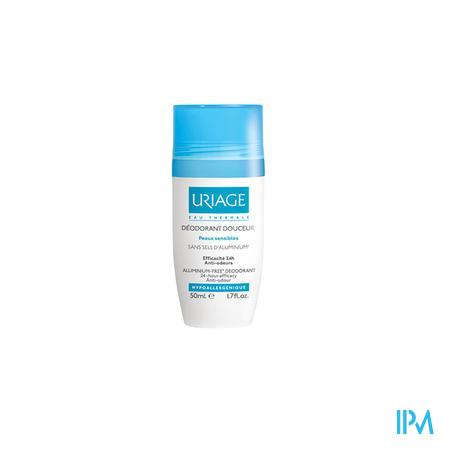 URIAGE
EAU THERMALE
DÉODORANT DOUCEUR
Peaux sensibles
SANS SELS D'ALUMINIUM*
Efficacité 24h
Anti-odeurs
ALUMINIUM-FREE* DEODORANT
24-hour efficacy
Anti-odour
50mL e 1.7fl.oz.
HYPOALLERGÉNIQUE
IPM